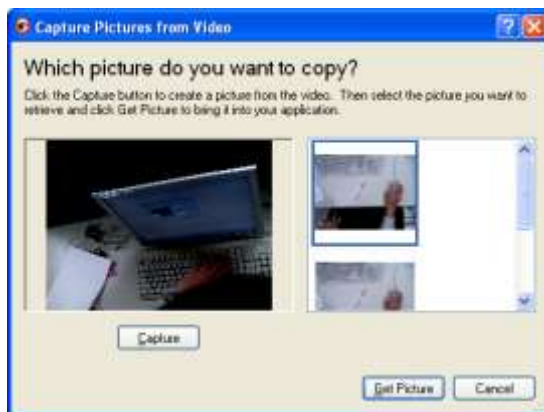 Capture Pictures from Video
Which picture do you want to copy?
Click the Capture button to create a picture from the video. Then select the picture you want to
retrieve and click Get Picture to bring it into your application.
Capture
Get Picture
Cancel